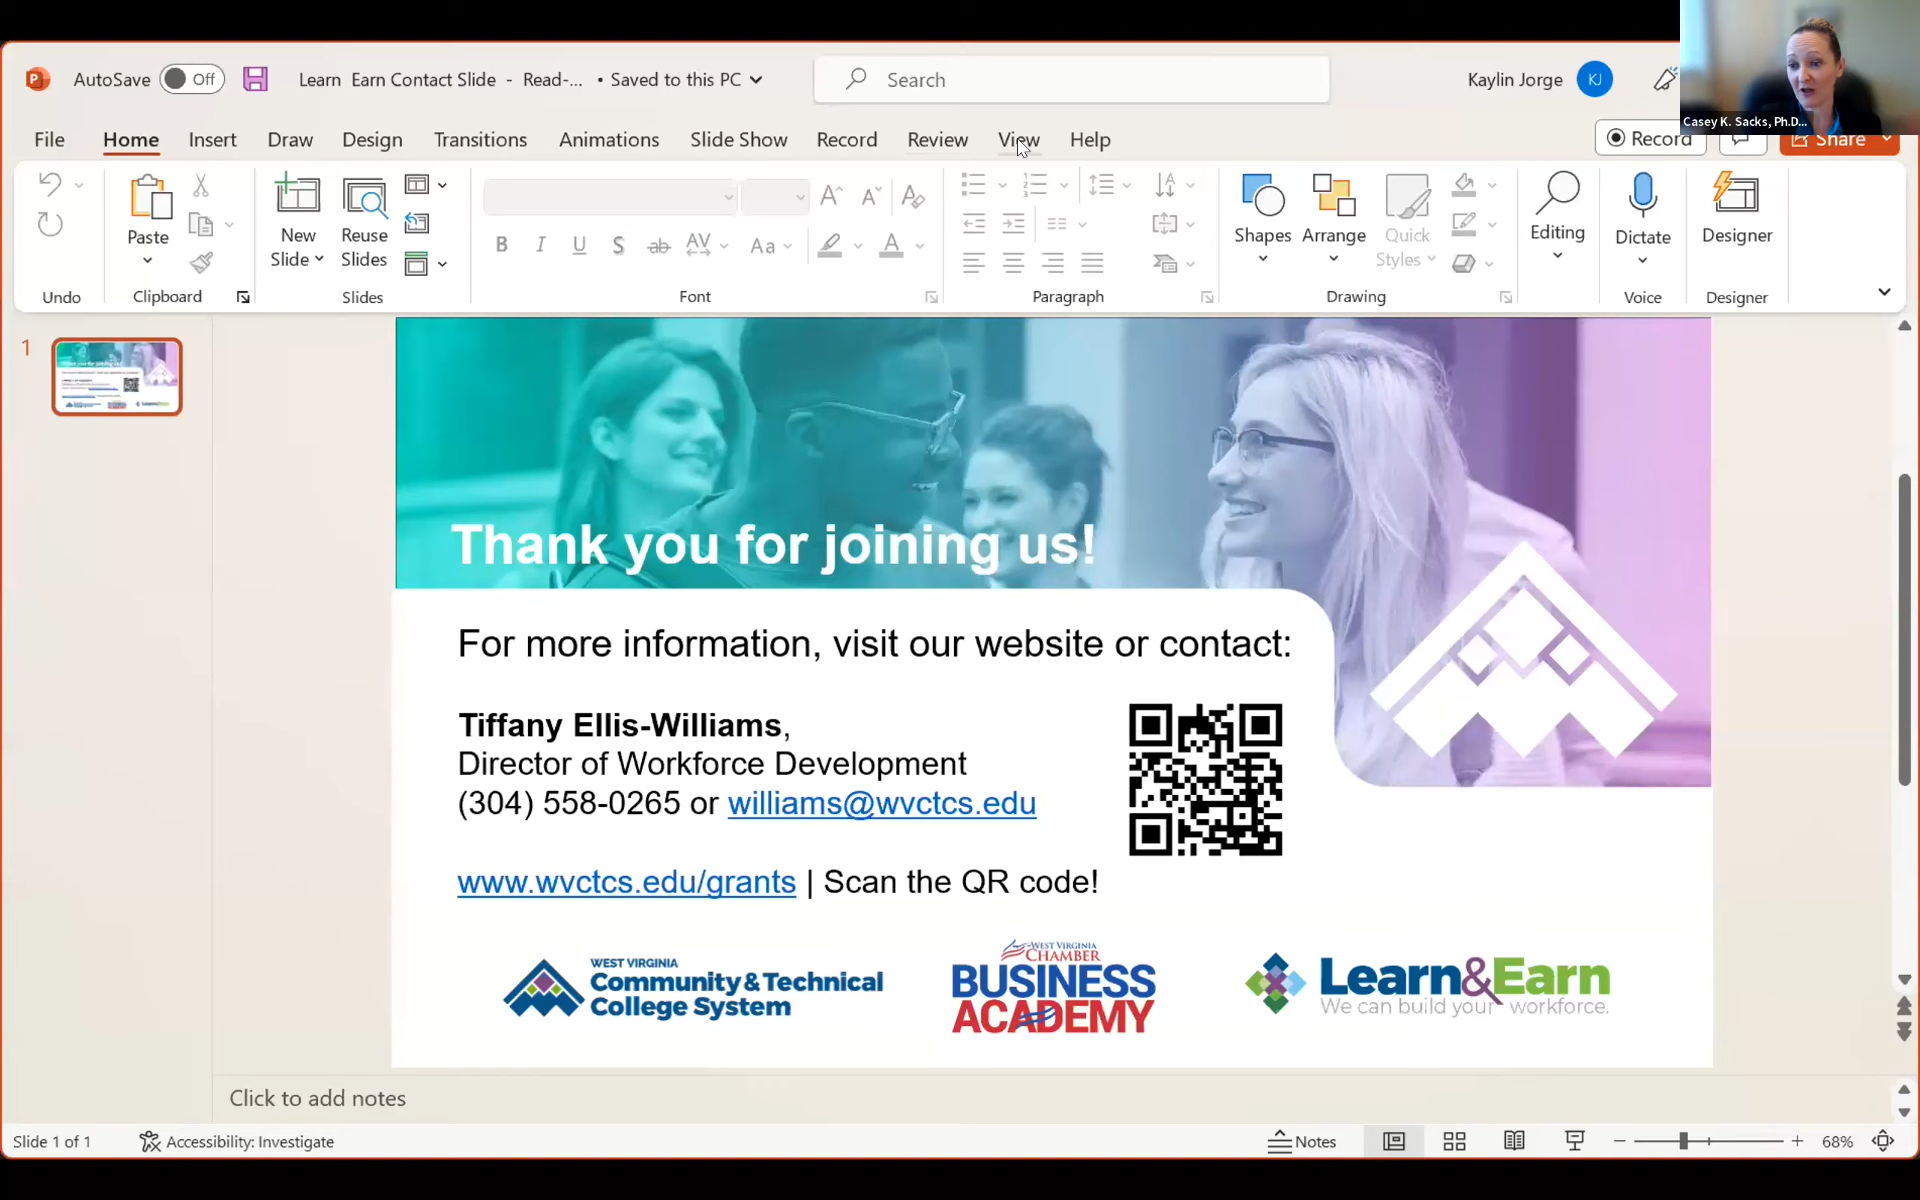 AutoSave Off Learn Earn Contact Slide - Read-... • Saved to this PC Search Kaylin Jorge KJ
Casey K. Sacks, Ph.D...
File Home Insert Draw Design Transitions Animations Slide Show Record Review View Help Record Share
Paste
New Slide
Reuse Slides
B I U S ab AV Aa A
Shapes Arrange Quick Styles
Editing
Dictate
Designer
Undo Clipboard Slides Font Paragraph Drawing Voice Designer
1
Thank you for joining us!
For more information, visit our website or contact:
Tiffany Ellis-Williams,
Director of Workforce Development
(304) 558-0265 or williams@wvctcs.edu
www.wvctcs.edu/grants | Scan the QR code!
WEST VIRGINIA
Community & Technical
College System
WEST VIRGINIA
CHAMBER
BUSINESS
ACADEMY
Learn&Earn
We can build your workforce.
Click to add notes
Slide 1 of 1 Accessibility: Investigate Notes 68%